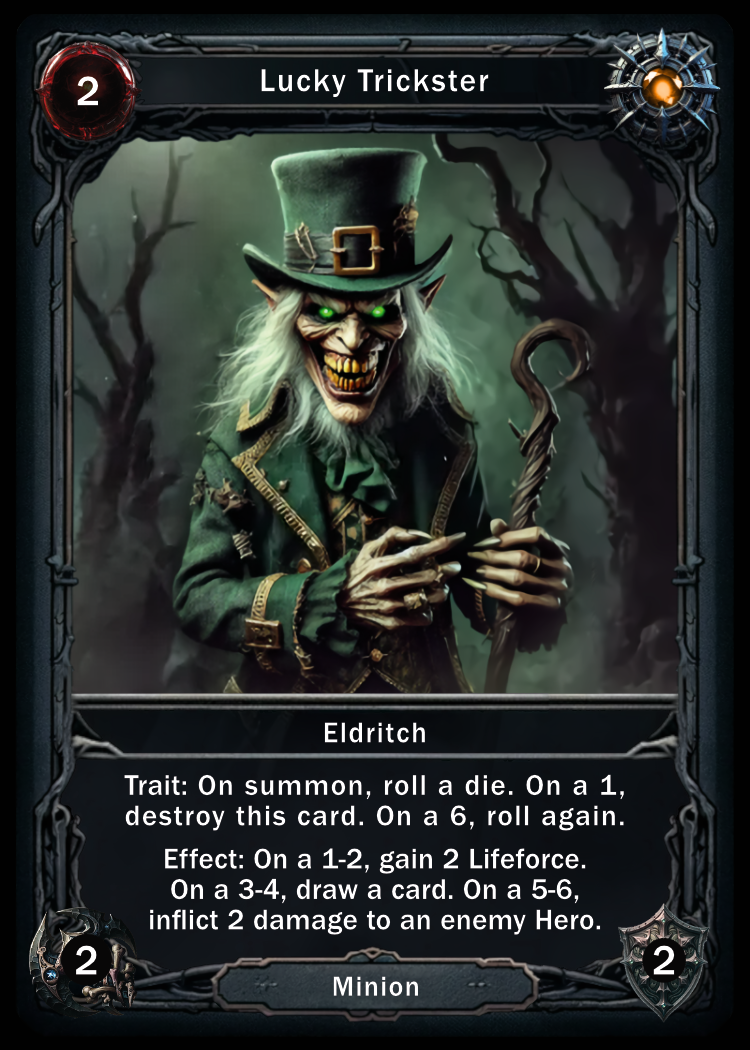 2
Lucky Trickster
Eldritch
Trait: On summon, roll a die. On a 1,
destroy this card. On a 6, roll again.
Effect: On a 1-2, gain 2 Lifeforce.
On a 3-4, draw a card. On a 5-6,
inflict 2 damage to an enemy Hero.
2
2
Minion